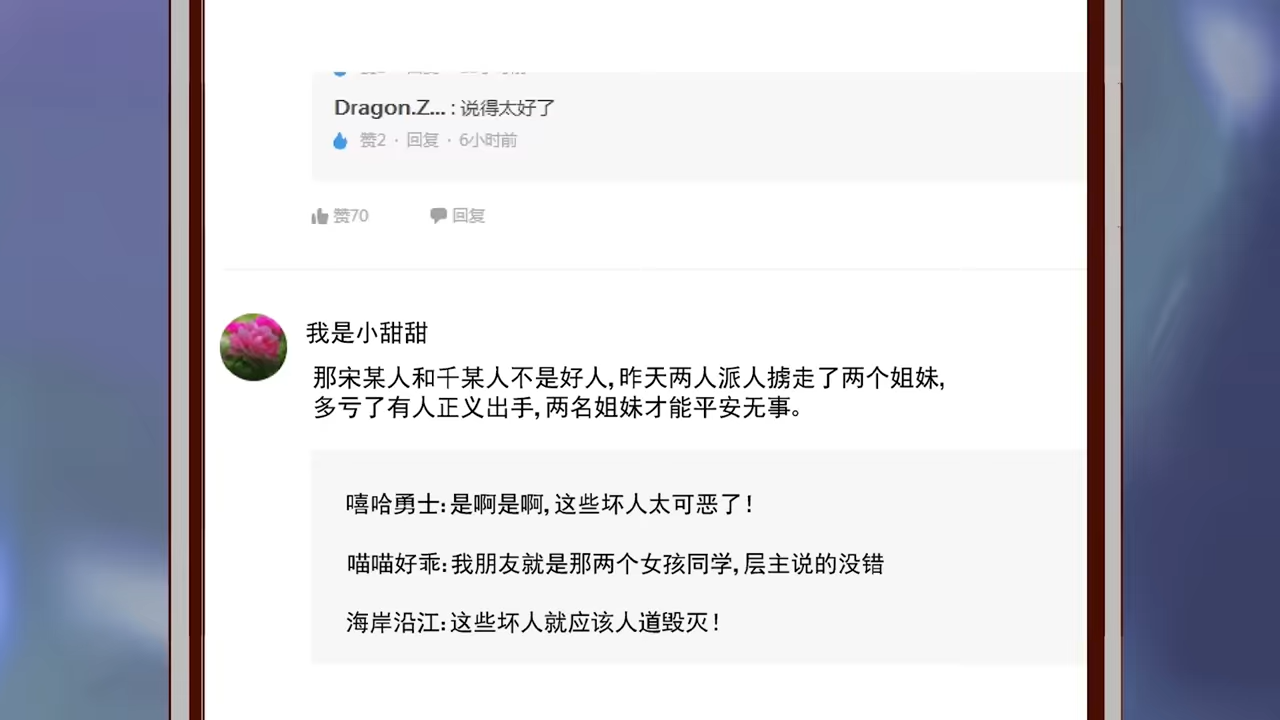 Dragon.Z... : 说得太好了
赞2 · 回复 · 6小时前
赞70 回复
我是小甜甜
那宋某人和千某人不是好人,昨天两人派人掳走了两个姐妹,
多亏了有人正义出手,两名姐妹才能平安无事。
嘻哈勇士:是啊是啊,这些坏人太可恶了!
喵喵好乖:我朋友就是那两个女孩同学,层主说的没错
海岸沿江:这些坏人就应该人道毁灭!